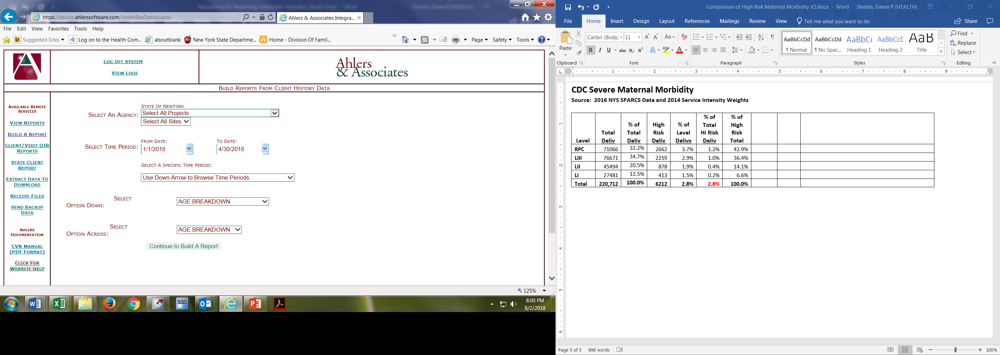 https://secure.ahlerssoftware.com/AhlersBarOption.aspx
Ahlers & Associates Integra...
File Edit View Favorites Tools Help
Suggested Sites Log on to the Health Com... aboutblank New York State Departme... Home - Division Of Famil...
Page Safety Tools
LOG OFF SYSTEM
VIEW LOGS
Ahlers
& Associates
BUILD REPORTS FROM CLIENT HISTORY DATA
AVAILABLE REMOTE
SERVICES
VIEW REPORTS
BUILD A REPORT
CLIENT/VISIT QIR
REPORTS
STATE CLIENT
REPORT
EXTRACT DATA TO
DOWNLOAD
RECEIVE FILES
SEND BACKUP
DATA
AHLERS
DOCUMENTATION
CVR MANUAL
(PDF FORMAT)
CLICK FOR
WEBSITE HELP
STATE OF NEWYORK
SELECT AN AGENCY: Select All Projects
Select All Sites
FROM DATE: TO DATE:
SELECT TIME PERIOD: 1/1/2018 4/30/2018
SELECT A SPECIFIC TIME PERIOD:
Use Down Arrow to Browse Time Periods
SELECT
OPTION DOWN: AGE BREAKDOWN
SELECT
OPTION ACROSS: AGE BREAKDOWN
Continue to Build A Report
125%
sas
8:00 PM
8/2/2018
Comparison of High Risk Maternal Morbidity V2.docx - Word Shields, Eileen P (HEALTH)
File Home Insert Design Layout References Mailings Review View Tell me what you want to do Share
Paste
Clipboard
Calibri (Body) 11
Font
Paragraph
AaBbCcDd AaBbCcDd AaBbC( AaBbCcE AaB
¶ Normal ¶ No Spac... Heading 1 Heading 2 Title
Styles
Find
Replace
Select
Editing
CDC Severe Maternal Morbidity
Source: 2016 NYS SPARCS Data and 2014 Service Intensity Weights
Level Total Deliv % of Total Deliv High Risk Deliv % of Level Delivs % of Total Hi Risk Deliv % of High Risk Total
RPC 71066 32.2% 2662 3.7% 1.2% 42.9%
LIII 76671 34.7% 2259 2.9% 1.0% 36.4%
LII 45494 20.5% 878 1.9% 0.4% 14.1%
LI 27481 12.5% 413 1.5% 0.2% 6.6%
Total 220,712 100.0% 6212 2.8% 2.8% 100.0%
Page 5 of 5 998 words
100%